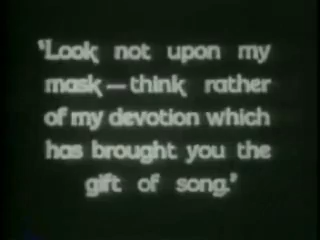 'Look not upon my
mask—think rather
of my devotion which
has brought you the
gift of song.'